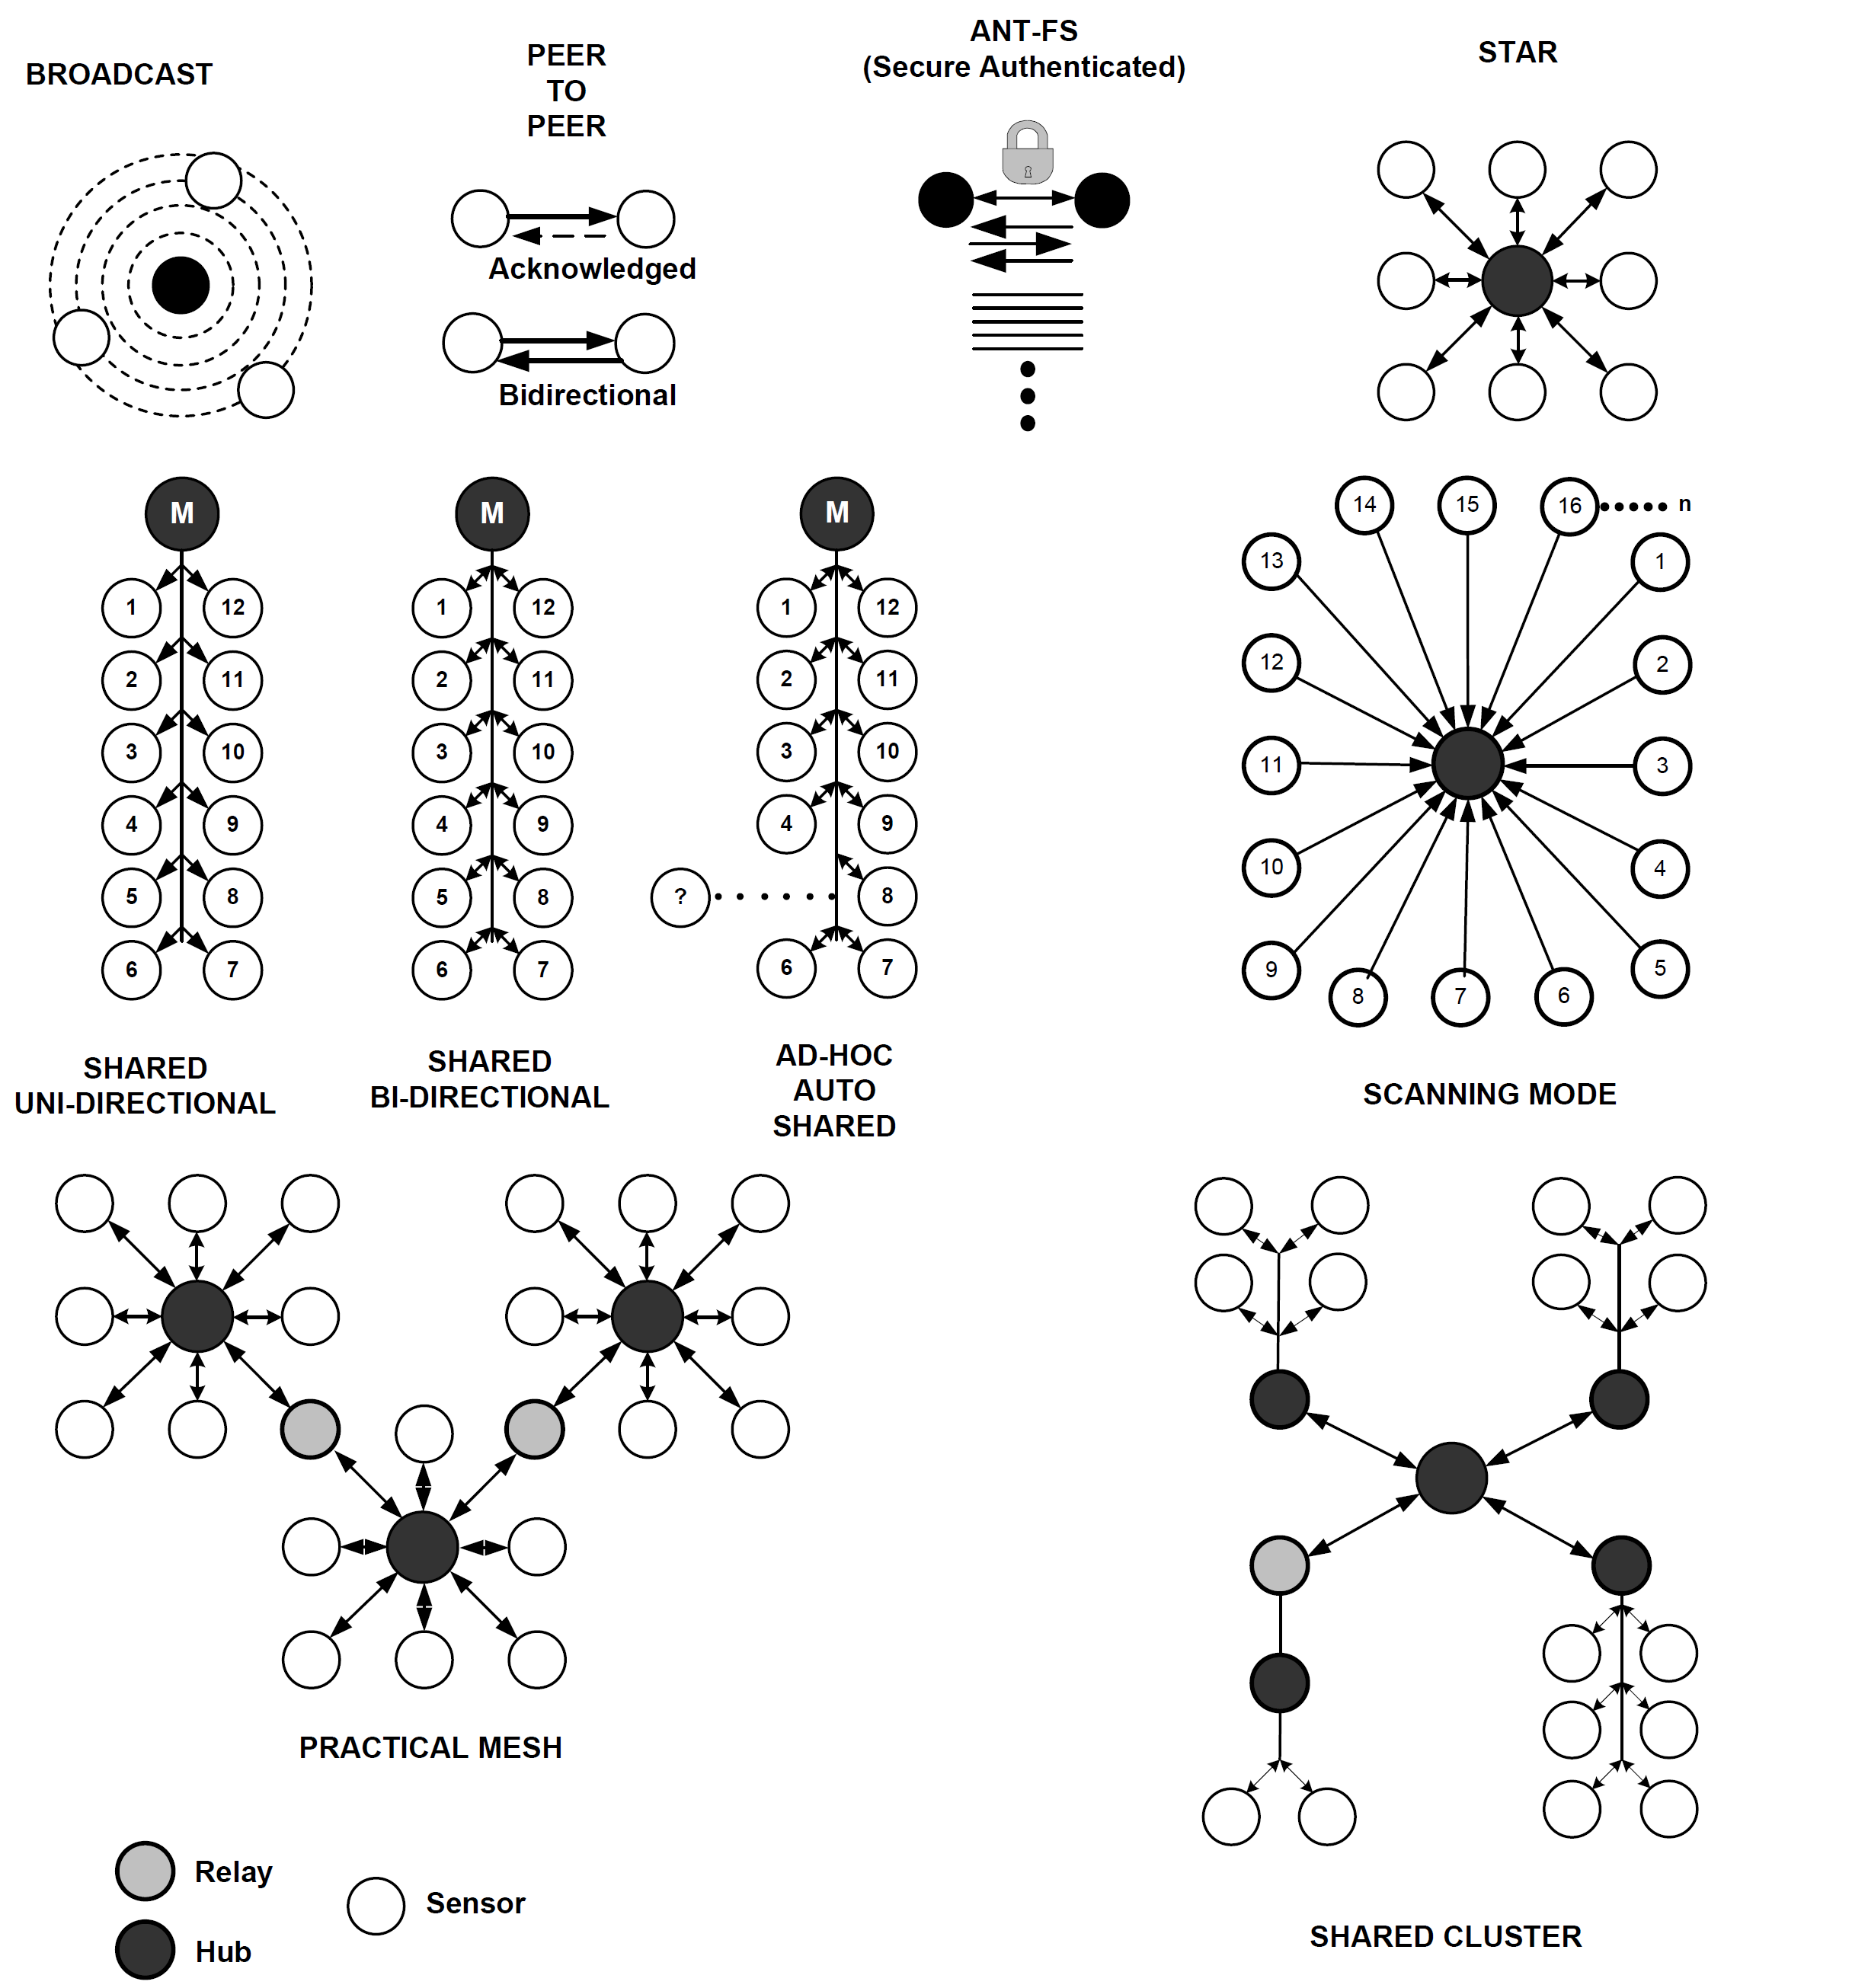 BROADCAST
PEER
TO
PEER
ANT-FS
(Secure Authenticated)
STAR
Acknowledged
Bidirectional
M
1
12
2
11
3
10
4
9
5
8
6
7
SHARED
UNI-DIRECTIONAL
M
1
12
2
11
3
10
4
9
5
8
6
7
SHARED
BI-DIRECTIONAL
M
1
12
2
11
3
10
4
9
?
8
6
7
AD-HOC
AUTO
SHARED
14
15
16
n
13
1
12
2
11
3
10
4
9
5
8
7
6
SCANNING MODE
PRACTICAL MESH
Relay
Sensor
Hub
SHARED CLUSTER